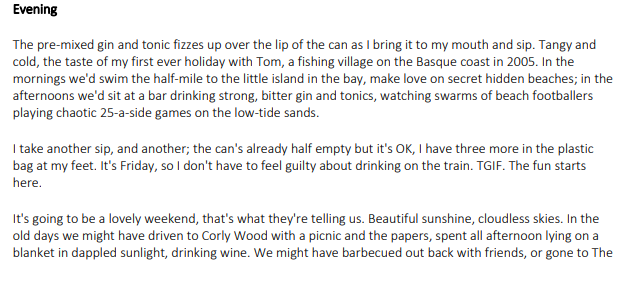 Evening
The pre-mixed gin and tonic fizzes up over the lip of the can as I bring it to my mouth and sip. Tangy and
cold, the taste of my first ever holiday with Tom, a fishing village on the Basque coast in 2005. In the
mornings we'd swim the half-mile to the little island in the bay, make love on secret hidden beaches; in the
afternoons we'd sit at a bar drinking strong, bitter gin and tonics, watching swarms of beach footballers
playing chaotic 25-a-side games on the low-tide sands.
I take another sip, and another; the can's already half empty but it's OK, I have three more in the plastic
bag at my feet. It's Friday, so I don't have to feel guilty about drinking on the train. TGIF. The fun starts
here.
It's going to be a lovely weekend, that's what they're telling us. Beautiful sunshine, cloudless skies. In the
old days we might have driven to Corly Wood with a picnic and the papers, spent all afternoon lying on a
blanket in dappled sunlight, drinking wine. We might have barbecued out back with friends, or gone to The